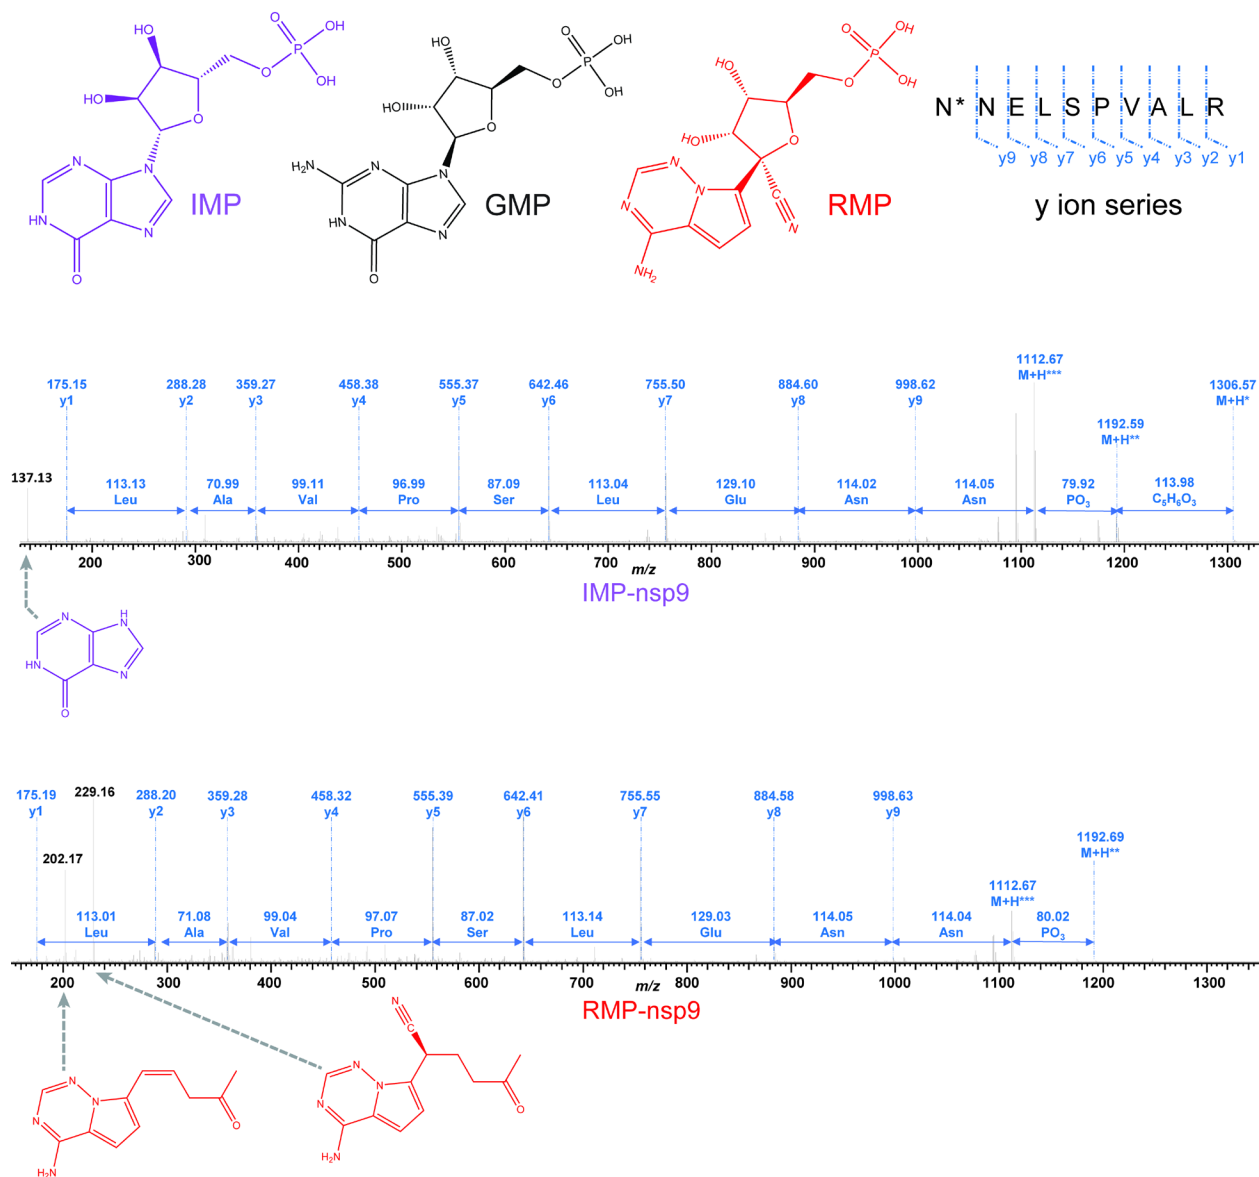 IMP
GMP
RMP
N* N E L S P V A L R
y9 y8 y7 y6 y5 y4 y3 y2 y1
y ion series
HO
HO
O
P
OH
OH
O
O
N
N
HN
N
O
HO
HO
O
P
OH
OH
O
O
H₂N
N
N
HN
N
O
HO
HO
O
P
OH
OH
O
O
N
N
N
C
N
NH₂
1112.67
M+H***
175.15
y1
288.28
y2
359.27
y3
458.38
y4
555.37
y5
642.46
y6
755.50
y7
884.60
y8
998.62
y9
1306.57
M+H*
1192.59
M+H**
137.13
113.13
Leu
70.99
Ala
99.11
Val
96.99
Pro
87.09
Ser
113.04
Leu
129.10
Glu
114.02
Asn
114.05
Asn
79.92
PO₃
113.98
C₅H₆O₃
200 300 400 500 600 700 800 900 1000 1100 1200 1300
m/z
IMP-nsp9
N
H
N
HN
N
O
175.19
y1
229.16
288.20
y2
359.28
y3
458.32
y4
555.39
y5
642.41
y6
755.55
y7
884.58
y8
998.63
y9
1192.69
M+H**
202.17
1112.67
M+H***
113.01
Leu
71.08
Ala
99.04
Val
97.07
Pro
87.02
Ser
113.14
Leu
129.03
Glu
114.05
Asn
114.04
Asn
80.02
PO₃
200 300 400 500 600 700 800 900 1000 1100 1200 1300
m/z
RMP-nsp9
N
N
N
O
H₂N
N
C
N
N
N
O
H₂N